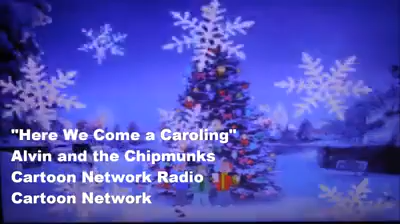 "Here We Come a Caroling"
Alvin and the Chipmunks
Cartoon Network Radio
Cartoon Network